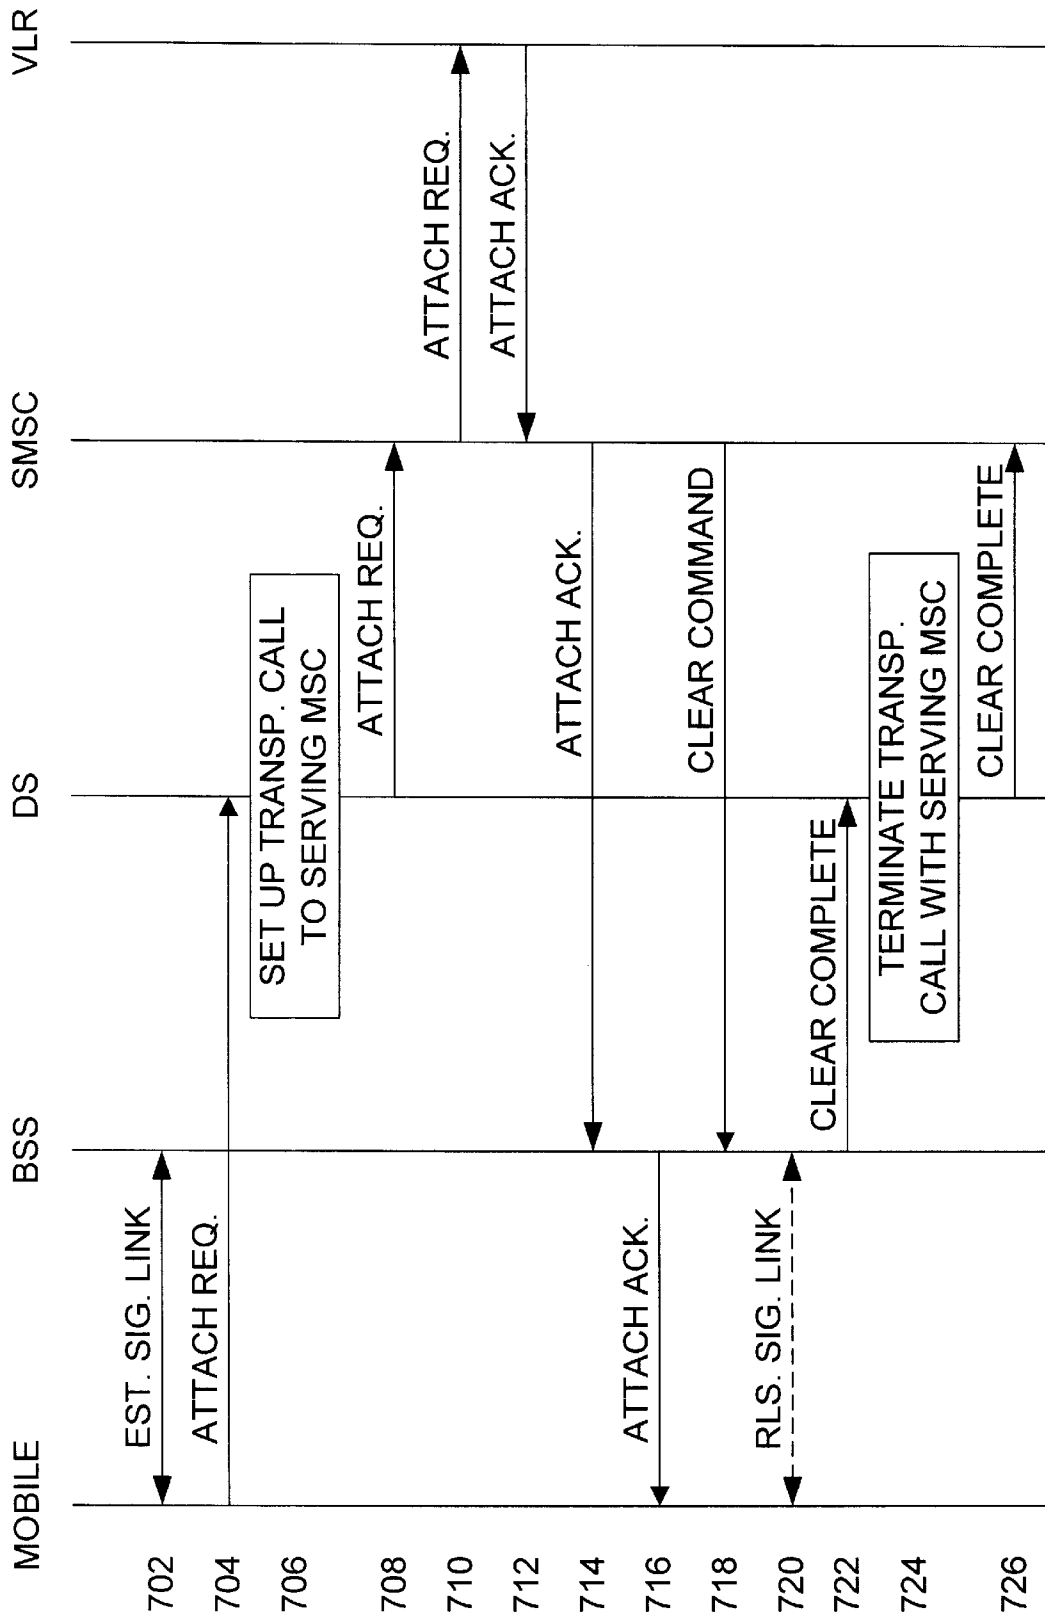 MOBILE
BSS
DS
SMSC
VLR
702
EST. SIG. LINK
704
ATTACH REQ.
706
SET UP TRANSP. CALL
TO SERVING MSC
708
ATTACH REQ.
710
ATTACH REQ.
712
ATTACH ACK.
714
ATTACH ACK.
716
ATTACH ACK.
718
CLEAR COMMAND
720
RLS. SIG. LINK
722
CLEAR COMPLETE
724
TERMINATE TRANSP.
CALL WITH SERVING MSC
726
CLEAR COMPLETE